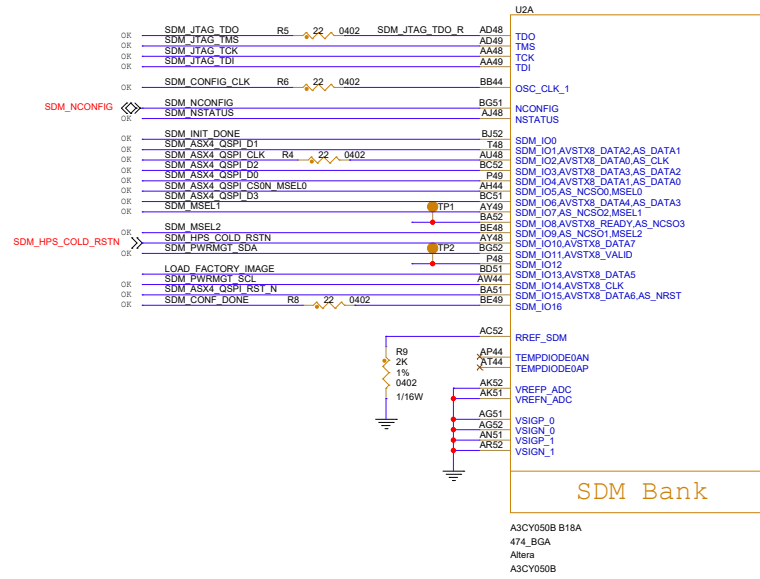 U2A
OK SDM_JTAG_TDO R5 22 0402 SDM_JTAG_TDO_R AD48 TDO
OK SDM_JTAG_TMS AD49 TMS
OK SDM_JTAG_TCK AA48 TCK
OK SDM_JTAG_TDI AA49 TDI
OK SDM_CONFIG_CLK R6 22 0402 BB44 OSC_CLK_1
SDM_NCONFIG SDM_NCONFIG BG51 NCONFIG
OK SDM_NSTATUS AJ48 NSTATUS
OK SDM_INIT_DONE BJ52 SDM_IO0
OK SDM_ASX4_QSPI_D1 T48 SDM_IO1,AVSTX8_DATA2,AS_DATA1
OK SDM_ASX4_QSPI_CLK R4 22 0402 AU48 SDM_IO2,AVSTX8_DATA0,AS_CLK
OK SDM_ASX4_QSPI_D2 BC52 SDM_IO3,AVSTX8_DATA3,AS_DATA2
OK SDM_ASX4_QSPI_D0 P49 SDM_IO4,AVSTX8_DATA1,AS_DATA0
OK SDM_ASX4_QSPI_CS0N_MSEL0 AH44 SDM_IO5,AS_NCSO0,MSEL0
OK SDM_ASX4_QSPI_D3 BC51 SDM_IO6,AVSTX8_DATA4,AS_DATA3
OK SDM_MSEL1 TP1 AY49 SDM_IO7,AS_NCSO2,MSEL1
BA52 SDM_IO8,AVSTX8_READY,AS_NCSO3
OK SDM_MSEL2 BE48 SDM_IO9,AS_NCSO1,MSEL2
SDM_HPS_COLD_RSTN SDM_HPS_COLD_RSTN AY48 SDM_IO10,AVSTX8_DATA7
OK SDM_PWRMGT_SDA TP2 BG52 SDM_IO11,AVSTX8_VALID
P48 SDM_IO12
LOAD_FACTORY_IMAGE BD51 SDM_IO13,AVSTX8_DATA5
OK SDM_PWRMGT_SCL AW44 SDM_IO14,AVSTX8_CLK
OK SDM_ASX4_QSPI_RST_N BA51 SDM_IO15,AVSTX8_DATA6,AS_NRST
OK SDM_CONF_DONE R8 22 0402 BE49 SDM_IO16
AC52 RREF_SDM
R9
2K
1%
0402
1/16W
AP44 TEMPDIODE0AN
AT44 TEMPDIODE0AP
AK52 VREFP_ADC
AK51 VREFN_ADC
AG51 VSIGP_0
AG52 VSIGN_0
AN51 VSIGP_1
AR52 VSIGN_1
SDM Bank
A3CY050B B18A
474_BGA
Altera
A3CY050B